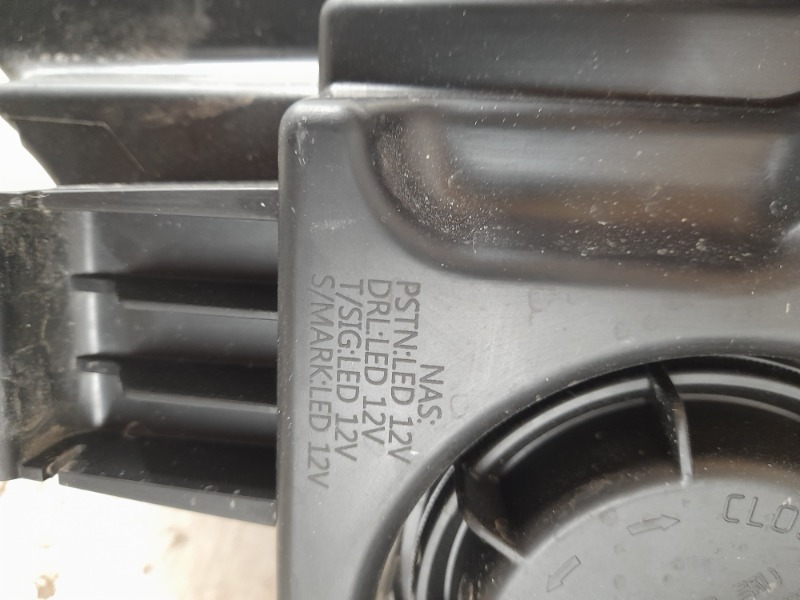 NAS:
PSTN:LED 12V
DRL:LED 12V
T/SIG:LED 12V
S/MARK:LED 12V